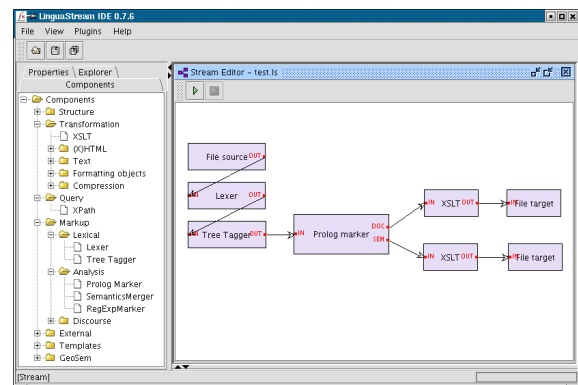 LinguaStream IDE 0.7.6
File View Plugins Help
Properties Explorer
Components
Components
Structure
Transformation
XSLT
(X)HTML
Text
Formatting objects
Compression
Query
XPath
Markup
Lexical
Lexer
Tree Tagger
Analysis
Prolog Marker
SemanticsMerger
RegExpMarker
Discourse
External
Templates
GeoSem
Stream Editor - test.ls
File source OUT
IN Lexer OUT
IN Tree Tagger OUT
IN Prolog marker DOC SEM
IN XSLT OUT
IN File target
IN XSLT OUT
IN File target
[Stream]